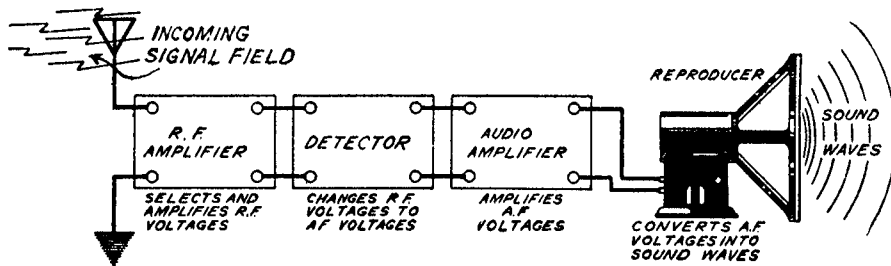 INCOMING
SIGNAL FIELD
R.F.
AMPLIFIER
SELECTS AND
AMPLIFIES R.F.
VOLTAGES
DETECTOR
CHANGES R.F.
VOLTAGES TO
AF VOLTAGES
AUDIO
AMPLIFIER
AMPLIFIES
A.F
VOLTAGES
REPRODUCER
CONVERTS A.F.
VOLTAGES INTO
SOUND WAVES
SOUND
WAVES